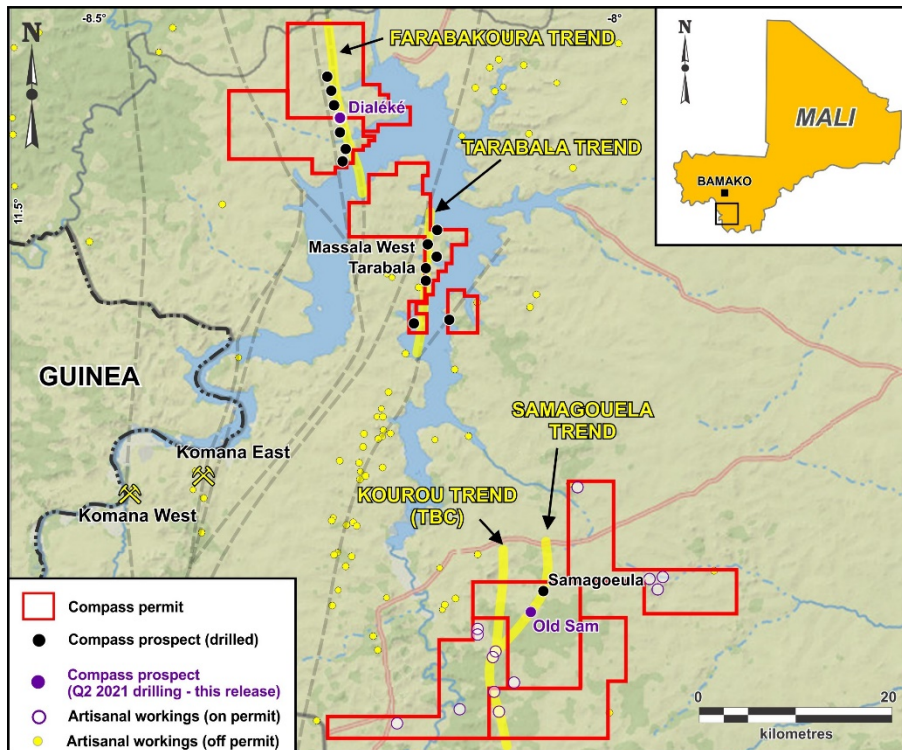 -8.5°
-8°
N
FARABAKOURA TREND
Dialéké
N
MALI
BAMAKO
TARABALA TREND
11.5°
Massala West
Tarabala
GUINEA
SAMAGOUELA
TREND
Komana East
KOUROU TREND
(TBC)
Komana West
Samagoeula
Old Sam
Compass permit
Compass prospect (drilled)
Compass prospect
(Q2 2021 drilling - this release)
Artisanal workings (on permit)
Artisanal workings (off permit)
0 20
kilometres